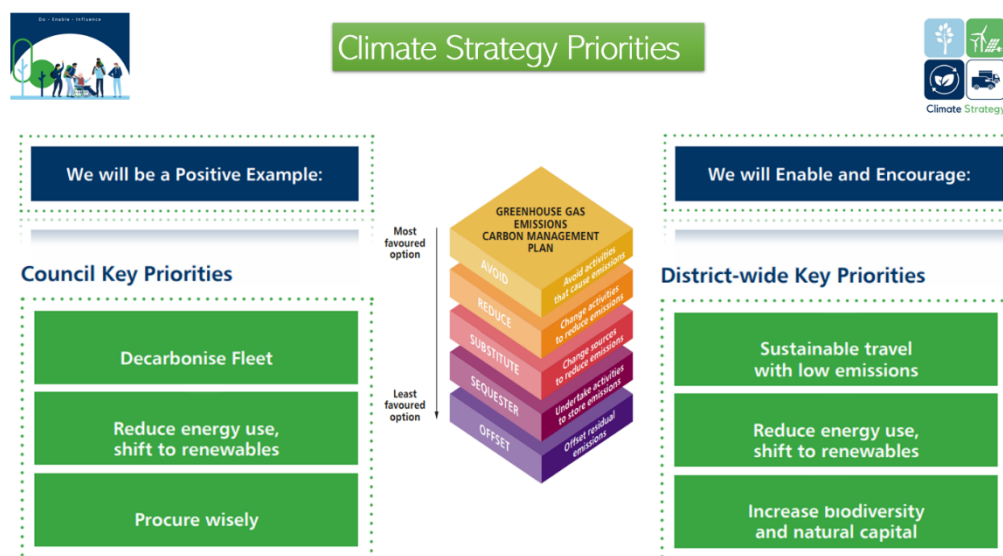 Do - Enable - Influence
Climate Strategy Priorities
Climate Strategy
We will be a Positive Example:
Council Key Priorities
Decarbonise Fleet
Reduce energy use,
shift to renewables
Procure wisely
Most
favoured
option
Least
favoured
option
GREENHOUSE GAS
EMISSIONS
CARBON MANAGEMENT
PLAN
AVOID
Avoid activities
that cause emissions
REDUCE
Change activities
to reduce emissions
SUBSTITUTE
Change sources
to reduce emissions
SEQUESTER
Undertake activities
to store emissions
OFFSET
Offset residual
emissions
We will Enable and Encourage:
District-wide Key Priorities
Sustainable travel
with low emissions
Reduce energy use,
shift to renewables
Increase biodiversity
and natural capital